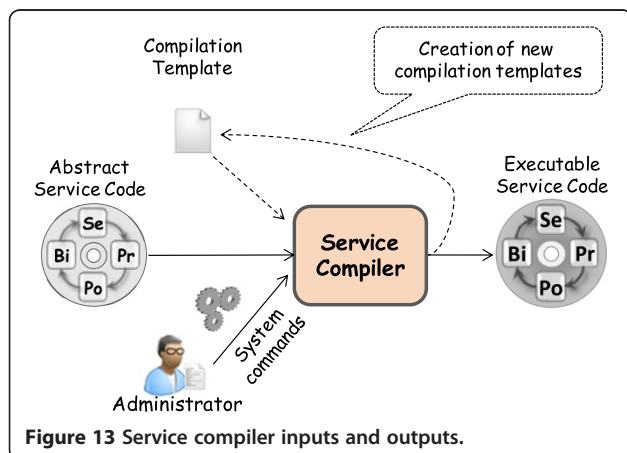 Compilation
Template
Creation of new
compilation templates
Abstract
Service Code
Executable
Service Code
Se
Bi
Pr
Po
Service
Compiler
Se
Bi
Pr
Po
System
commands
Administrator
Figure 13 Service compiler inputs and outputs.